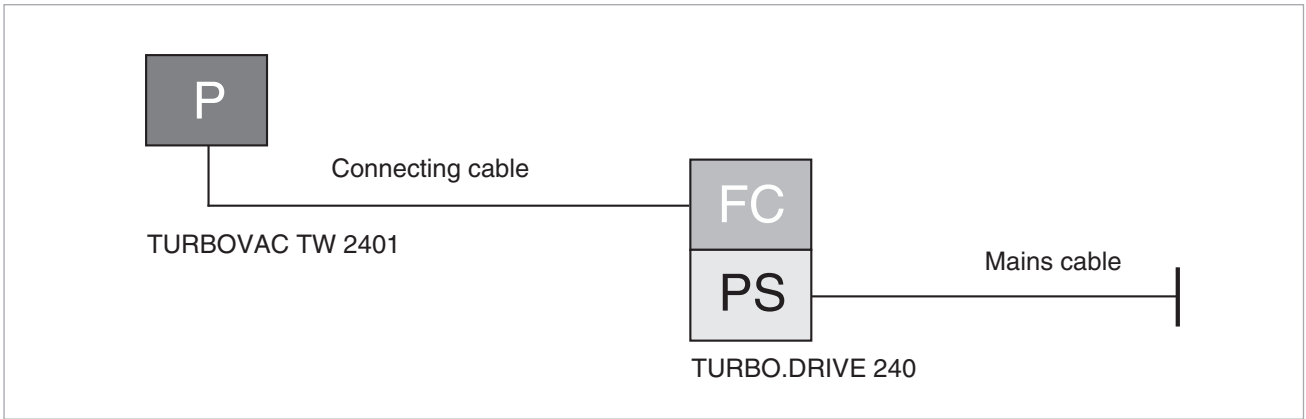 P
Connecting cable
FC
TURBOVAC TW 2401
Mains cable
PS
TURBO.DRIVE 240